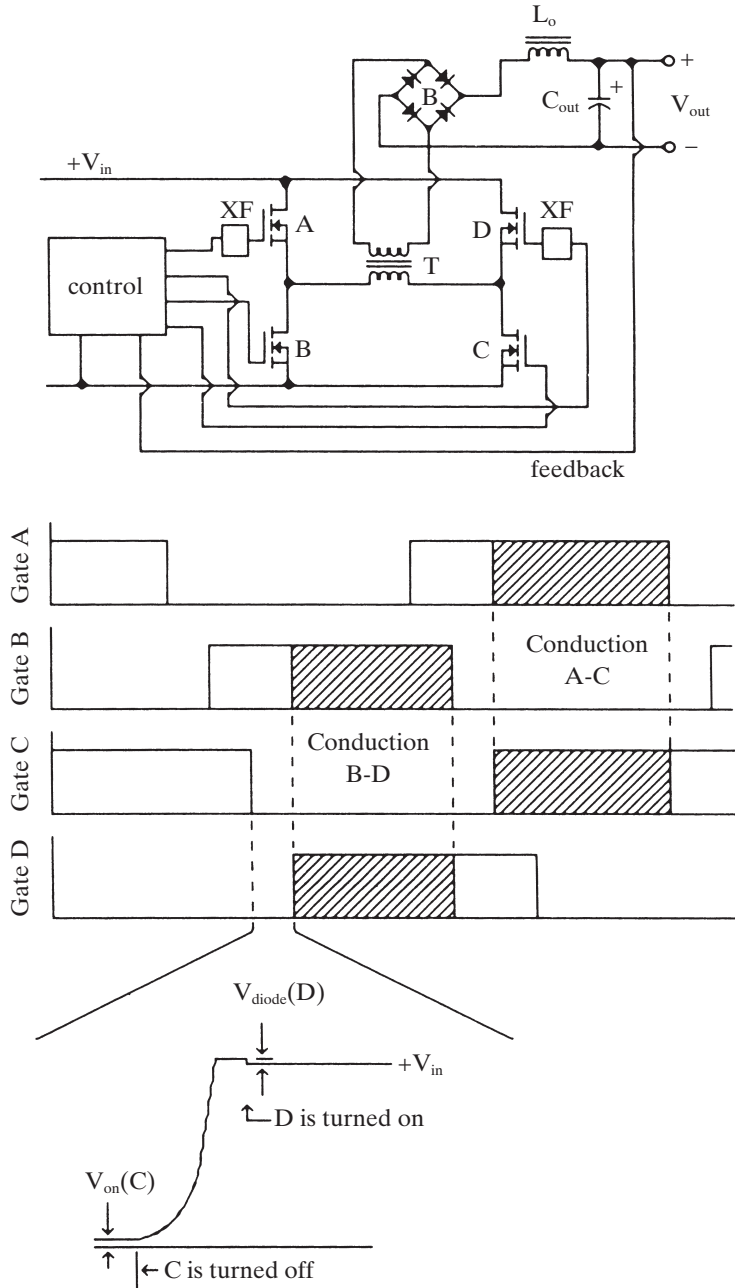 Lo
+
B
Cout
+
Vout
−
+Vin
XF
A
D
XF
control
T
B
C
feedback
Gate A
Gate B
Conduction
A-C
Gate C
Conduction
B-D
Gate D
Vdiode(D)
+Vin
D is turned on
Von(C)
C is turned off